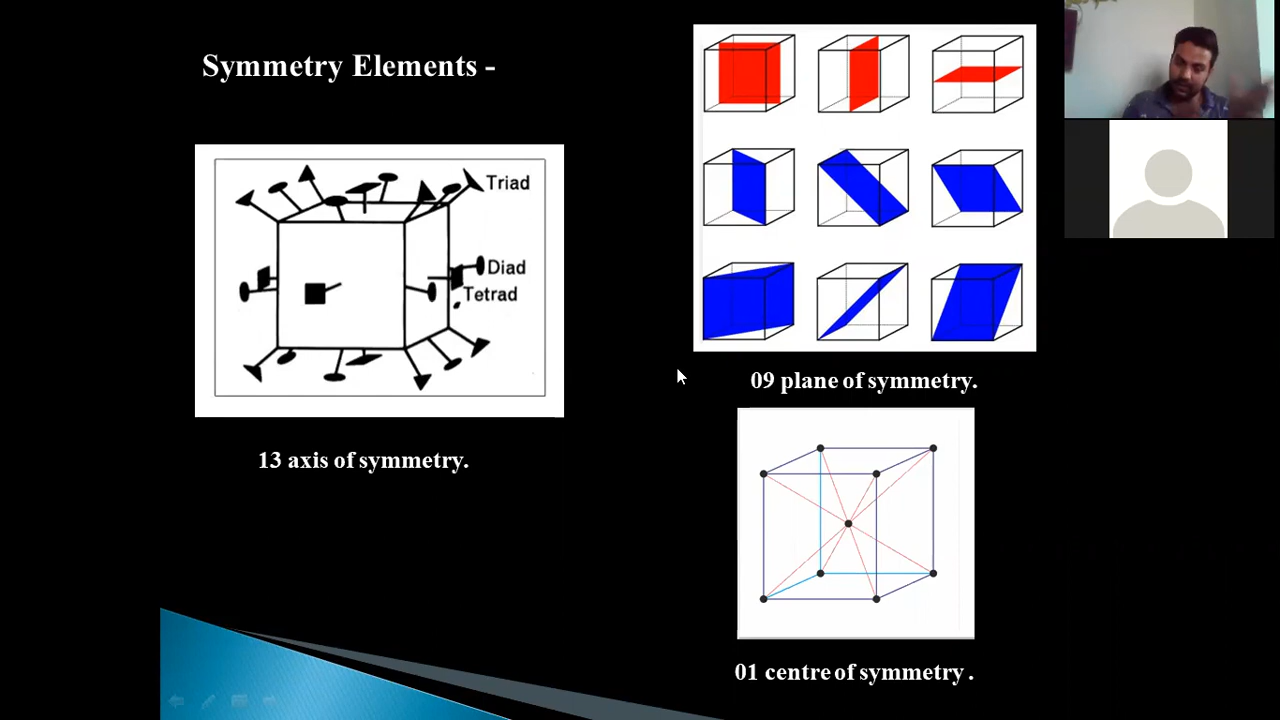 Symmetry Elements -
Triad
Diad
Tetrad
13 axis of symmetry.
09 plane of symmetry.
01 centre of symmetry .